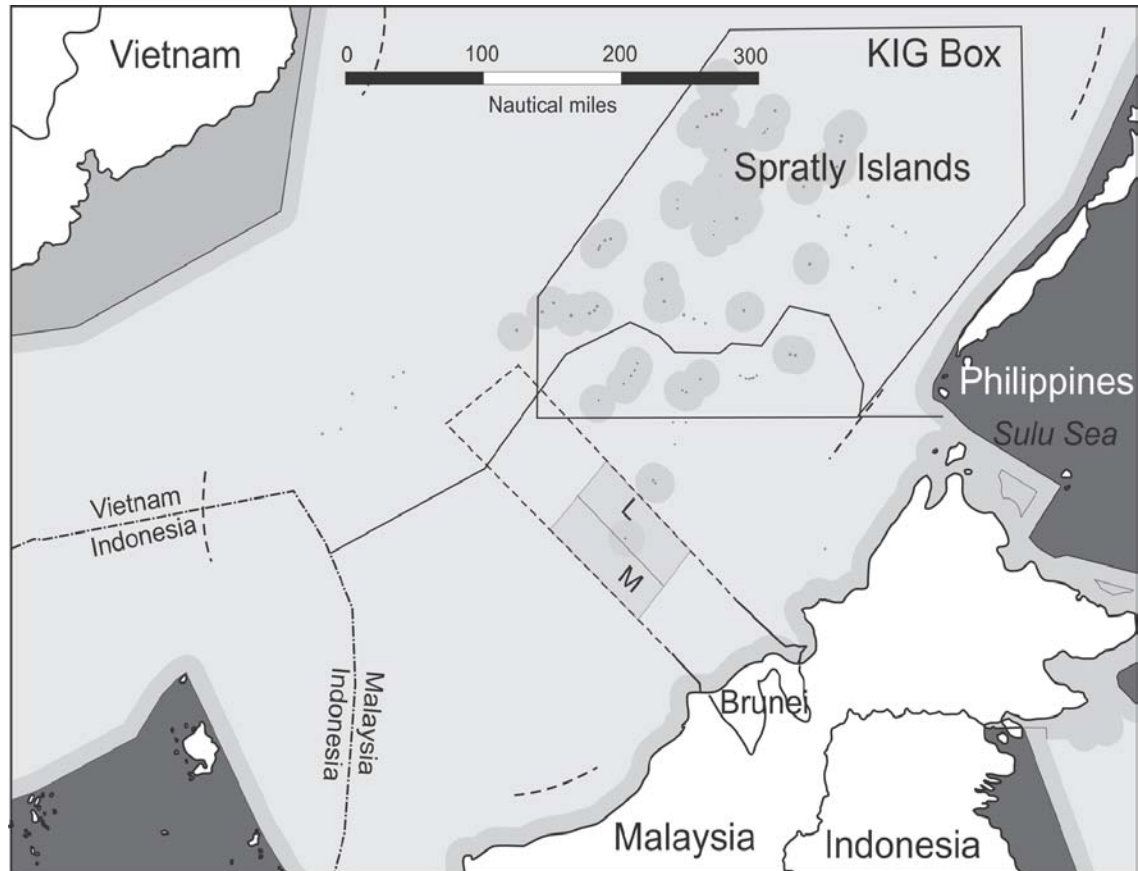 Vietnam
0 100 200 300
Nautical miles
KIG Box
Spratly Islands
Philippines
Sulu Sea
Vietnam
Indonesia
L
M
Malaysia
Indonesia
Brunei
Malaysia
Indonesia